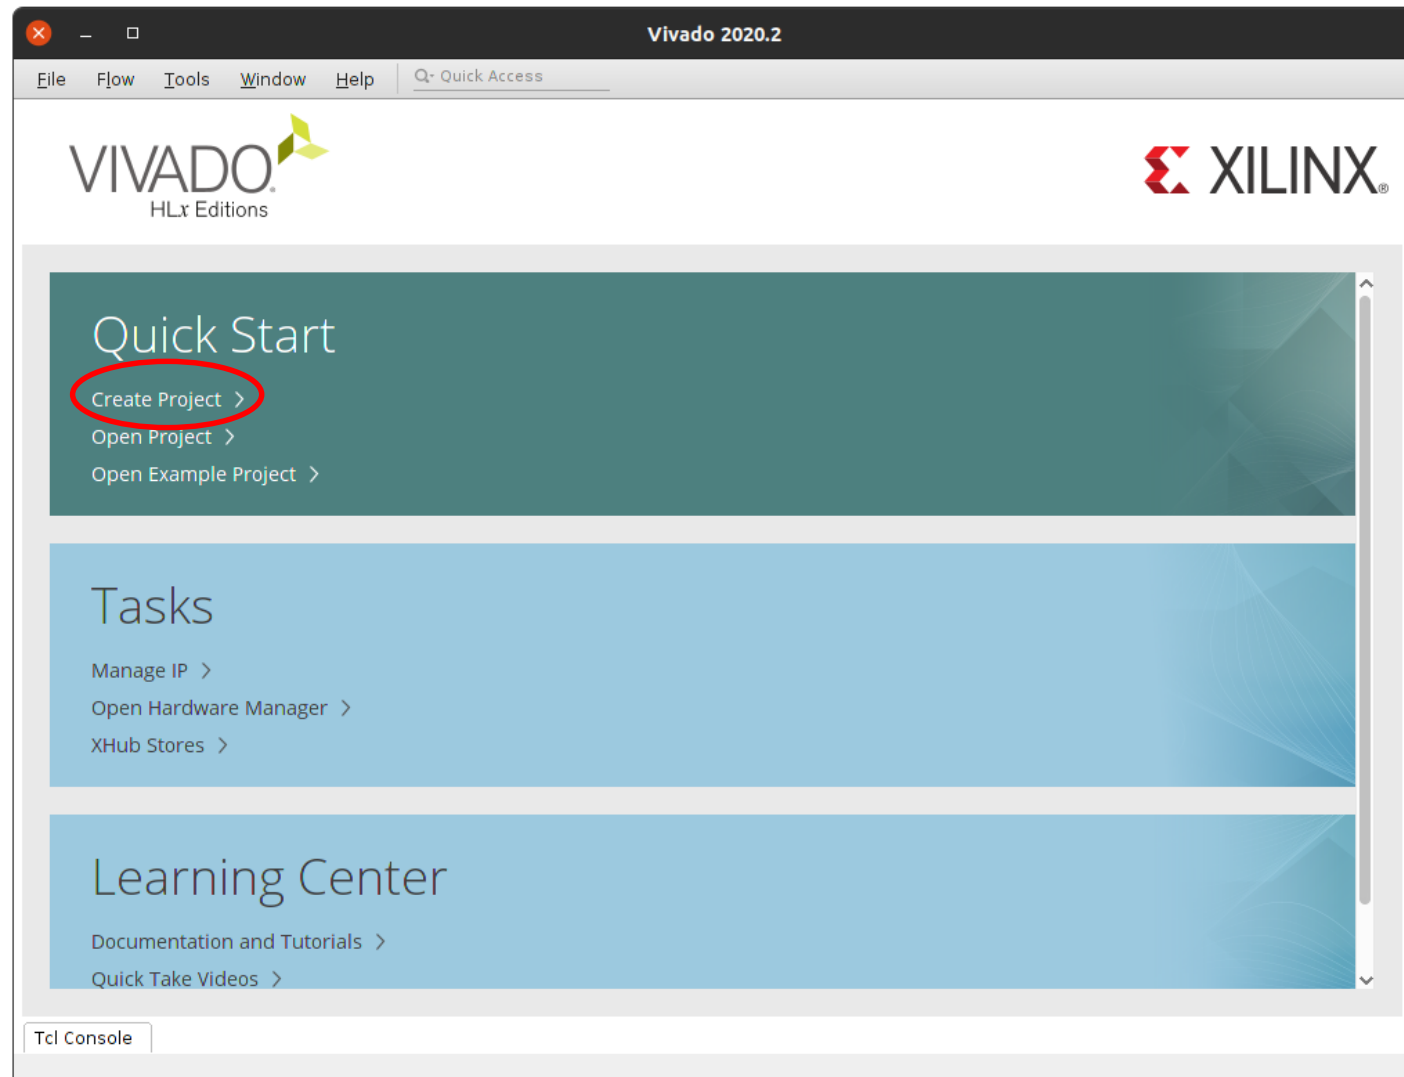 Vivado 2020.2
File Flow Tools Window Help Quick Access
VIVADO.
HLx Editions
XILINX®
Quick Start
Create Project >
Open Project >
Open Example Project >
Tasks
Manage IP >
Open Hardware Manager >
XHub Stores >
Learning Center
Documentation and Tutorials >
Quick Take Videos >
Tcl Console